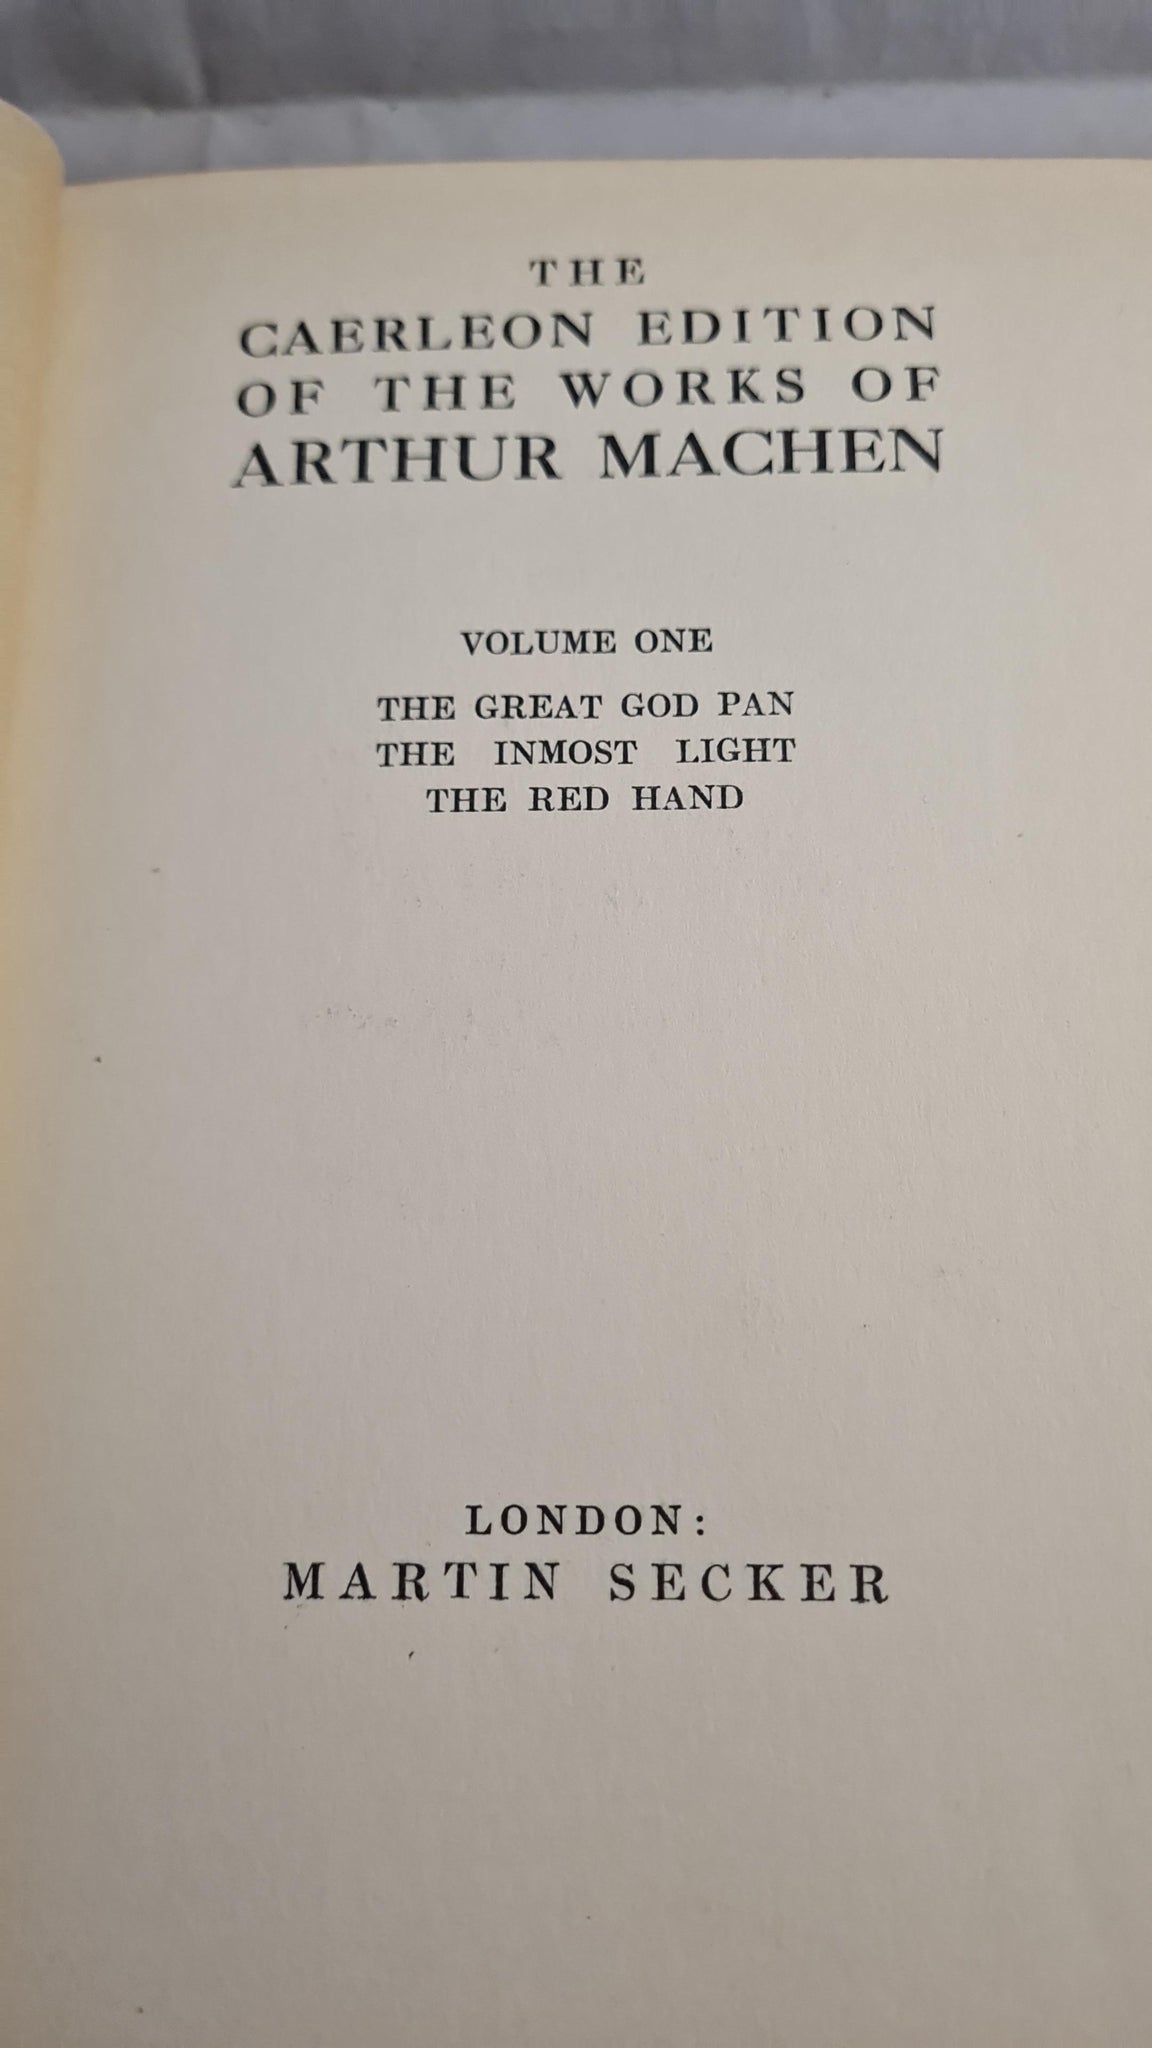 THE
CAERLEON EDITION
OF THE WORKS OF
ARTHUR MACHEN
VOLUME ONE
THE GREAT GOD PAN
THE INMOST LIGHT
THE RED HAND
LONDON:
MARTIN SECKER